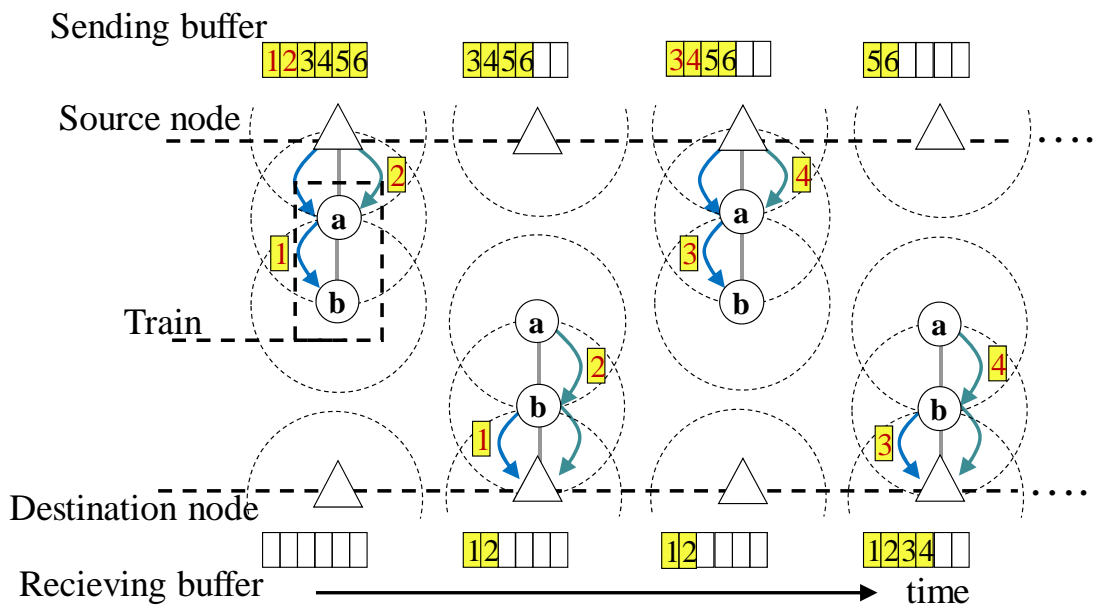 Sending buffer
123456 3456 3456 56
Source node
2 4
a a
1 3
b b
Train
a a
2 4
b b
1 3
Destination node
12 12 1234
Recieving buffer
time